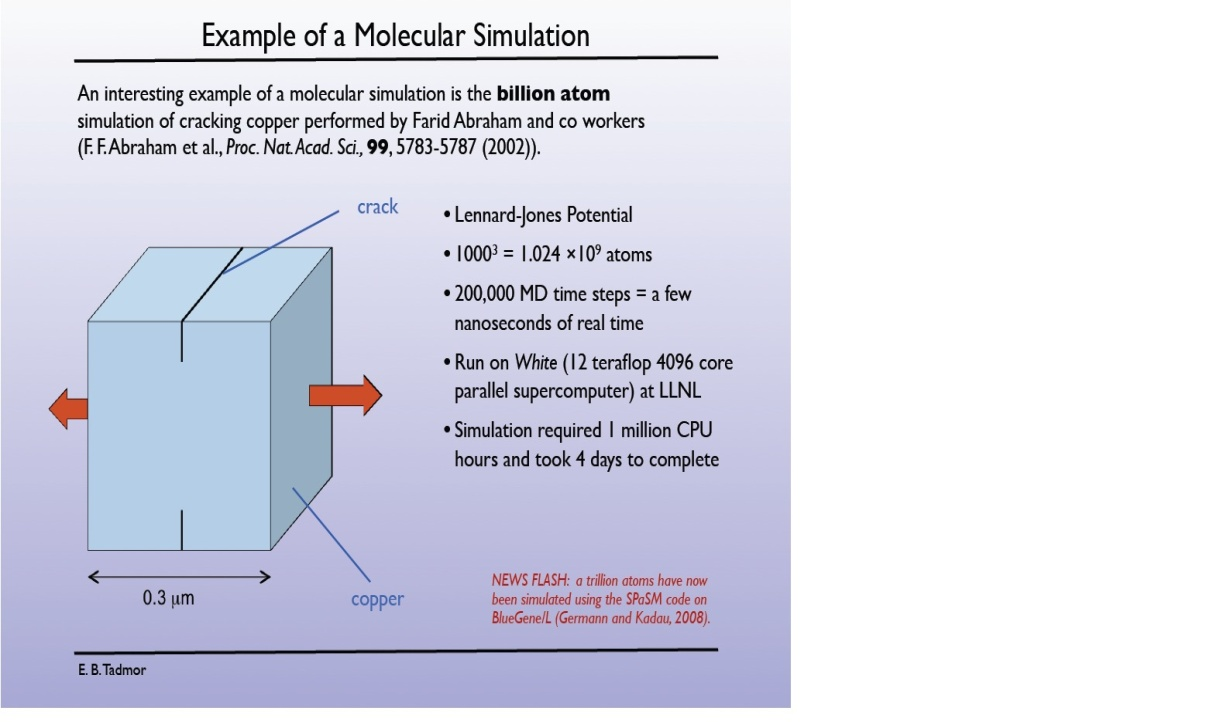 Example of a Molecular Simulation
An interesting example of a molecular simulation is the billion atom
simulation of cracking copper performed by Farid Abraham and co workers
(F. F. Abraham et al., Proc. Nat. Acad. Sci., 99, 5783-5787 (2002)).
crack
• Lennard-Jones Potential
• 1000³ = 1.024 ×10⁹ atoms
• 200,000 MD time steps = a few
nanoseconds of real time
• Run on White (12 teraflop 4096 core
parallel supercomputer) at LLNL
• Simulation required 1 million CPU
hours and took 4 days to complete
0.3 μm
copper
NEWS FLASH: a trillion atoms have now
been simulated using the SPaSM code on
BlueGene/L (Germann and Kadau, 2008).
E. B. Tadmor